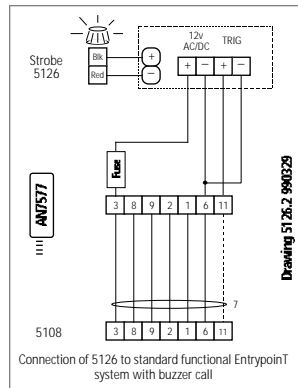 12v
AC/DC
TRIG
Strobe
5126
Blk
Red
+
−
+ − + −
Fuse
AN7577
3 8 9 2 1 6 11
7
5108
3 8 9 2 1 6 11
Connection of 5126 to standard functional EntrypoinT
system with buzzer call
Drawing 5126.2 990329